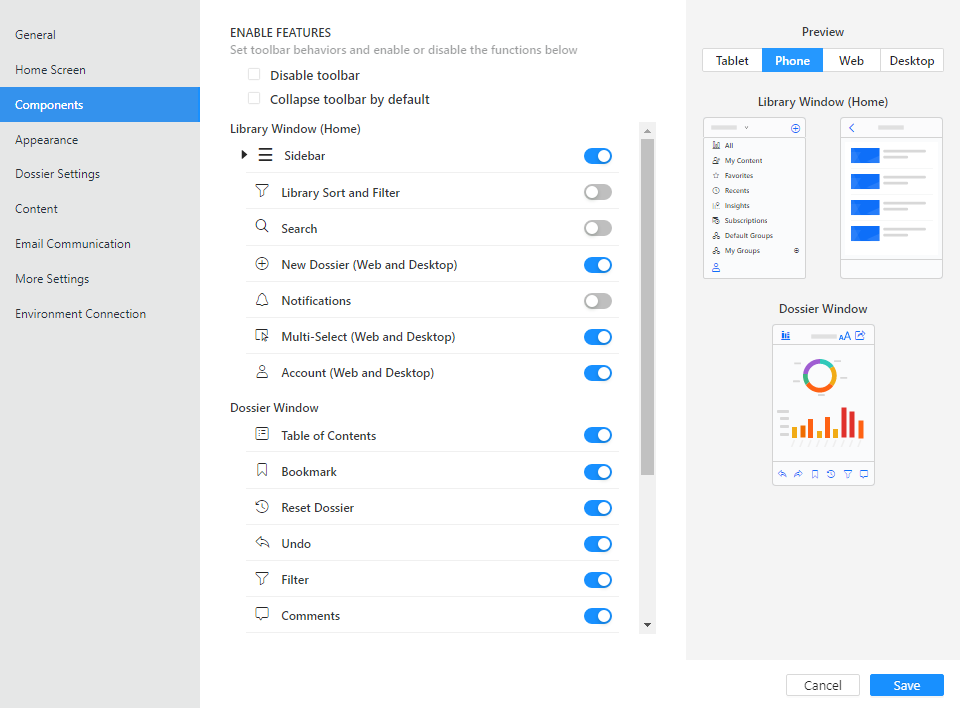 General
Home Screen
Components
Appearance
Dossier Settings
Content
Email Communication
More Settings
Environment Connection
ENABLE FEATURES
Set toolbar behaviors and enable or disable the functions below
Disable toolbar
Collapse toolbar by default
Library Window (Home)
Sidebar
Library Sort and Filter
Search
New Dossier (Web and Desktop)
Notifications
Multi-Select (Web and Desktop)
Account (Web and Desktop)
Dossier Window
Table of Contents
Bookmark
Reset Dossier
Undo
Filter
Comments
Preview
Tablet Phone Web Desktop
Library Window (Home)
All
My Content
Favorites
Recents
Insights
Subscriptions
Default Groups
My Groups
Dossier Window
AA
Cancel Save